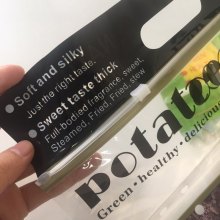 Soft and silky
Just the right taste.
Sweet taste thick
Full-bodied fragrance, sweet,
Steamed, Fried, Fried, stew
potatoo
Green • healthy • delicious